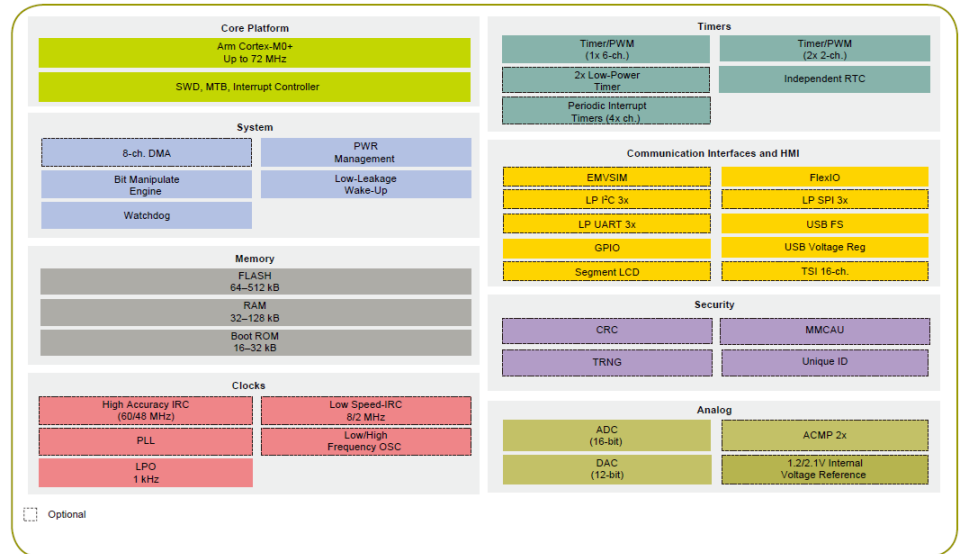 Core Platform
Arm Cortex-M0+
Up to 72 MHz
SWD, MTB, Interrupt Controller
System
8-ch. DMA
PWR
Management
Bit Manipulate
Engine
Low-Leakage
Wake-Up
Watchdog
Memory
FLASH
64–512 kB
RAM
32–128 kB
Boot ROM
16–32 kB
Clocks
High Accuracy IRC
(60/48 MHz)
Low Speed-IRC
8/2 MHz
PLL
Low/High
Frequency OSC
LPO
1 kHz
Optional
Timers
Timer/PWM
(1x 6-ch.)
Timer/PWM
(2x 2-ch.)
2x Low-Power
Timer
Independent RTC
Periodic Interrupt
Timers (4x ch.)
Communication Interfaces and HMI
EMVSIM
FlexIO
LP I²C 3x
LP SPI 3x
LP UART 3x
USB FS
GPIO
USB Voltage Reg
Segment LCD
TSI 16-ch.
Security
CRC
MMCAU
TRNG
Unique ID
Analog
ADC
(16-bit)
ACMP 2x
DAC
(12-bit)
1.2/2.1V Internal
Voltage Reference